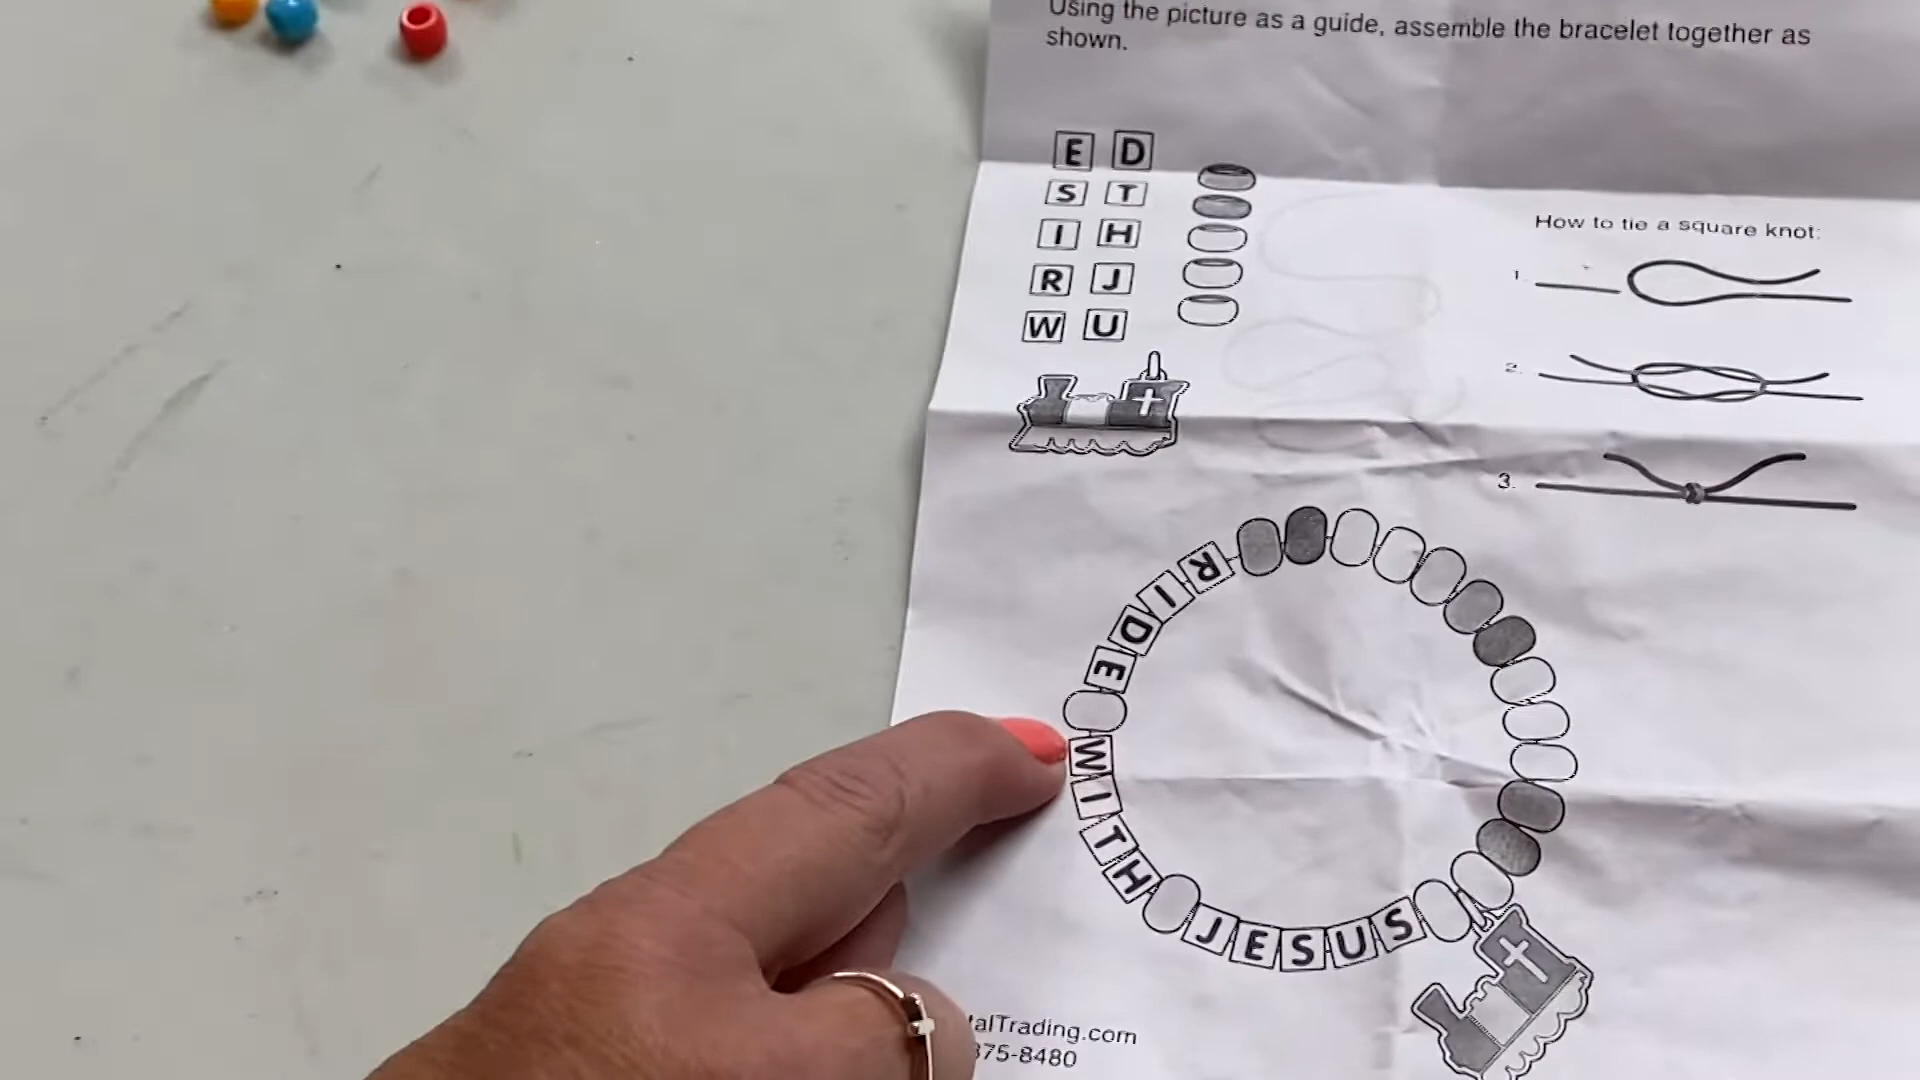 Using the picture as a guide, assemble the bracelet together as
shown.
E D
S T
I H
R J
W U
How to tie a square knot:
1.
2.
3.
RIDE
WITH
JESUS
talTrading.com
375-8480